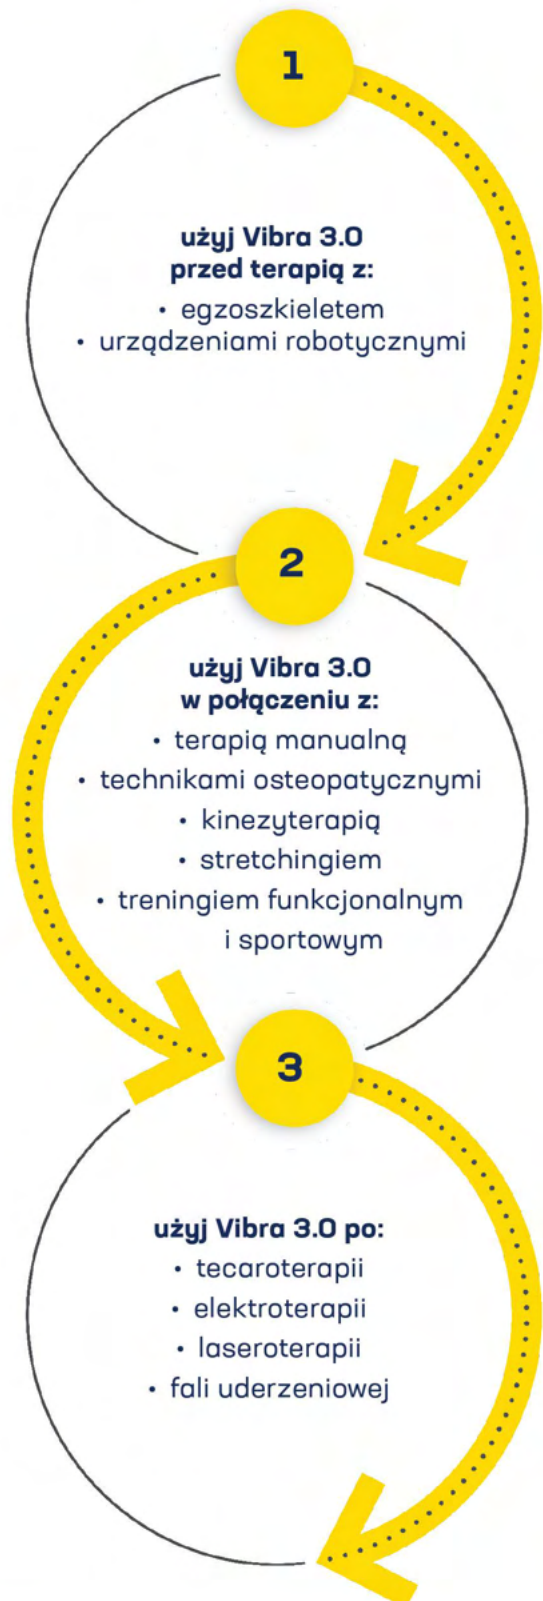 1
użyj Vibra 3.0
przed terapią z:
• egzoszkieletem
• urządzeniami robotycznymi
2
użyj Vibra 3.0
w połączeniu z:
• terapią manualną
• technikami osteopatycznymi
• kinezyterapią
• stretchingiem
• treningiem funkcjonalnym
i sportowym
3
użyj Vibra 3.0 po:
• tecaroterapii
• elektroterapii
• laseroterapii
• fali uderzeniowej